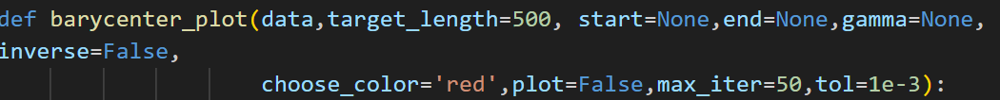 def barycenter_plot(data,target_length=500, start=None,end=None,gamma=None,
inverse=False,
choose_color='red',plot=False,max_iter=50,tol=1e-3):